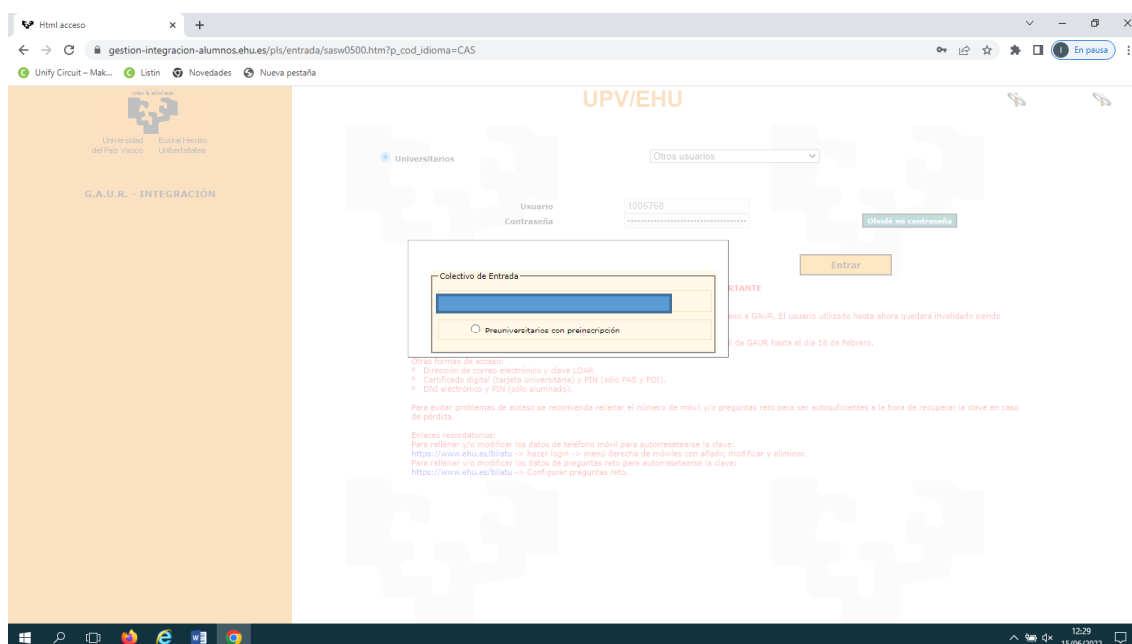 Html acceso
gestion-integracion-alumnos.ehu.es/pls/entrada/sasw0500.htm?p_cod_idioma=CAS
En pausa
Unify Circuit – Mak... Listin Novedades Nueva pestaña
Universidad Euskal Herriko
del País Vasco Unibertsitatea
G.A.U.R. - INTEGRACIÓN
UPV/EHU
Universitarios
Otros usuarios
Usuario 1006768
Contraseña
Olvidé mi contraseña
Entrar
Colectivo de Entrada
Preuniversitarios con preinscripción
RTANTE
eso a GAUR. El usuario utilizado hasta ahora quedará invalidado siendo
de GAUR hasta el día 18 de Febrero.
Otras formas de acceso:
Dirección de correo electrónico y clave LDAP.
Certificado digital (tarjeta universitaria) y PIN (sólo PAS y PDI).
DNI electrónico y PIN (sólo alumnado).
Para evitar problemas de acceso se recomienda rellenar el número de móvil y/o preguntas reto para ser autosuficientes a la hora de recuperar la clave en caso
de pérdida.
Enlaces recordatorios:
Para rellenar y/o modificar los datos de teléfono móvil para autorresetearse la clave:
https://www.ehu.es/bilatu -> hacer login -> menú derecha de móviles con añadir, modificar y eliminar.
Para rellenar y/o modificar los datos de preguntas reto para autorresetearse la clave:
https://www.ehu.es/bilatu -> Configurar preguntas reto.
12:29
15/06/2022